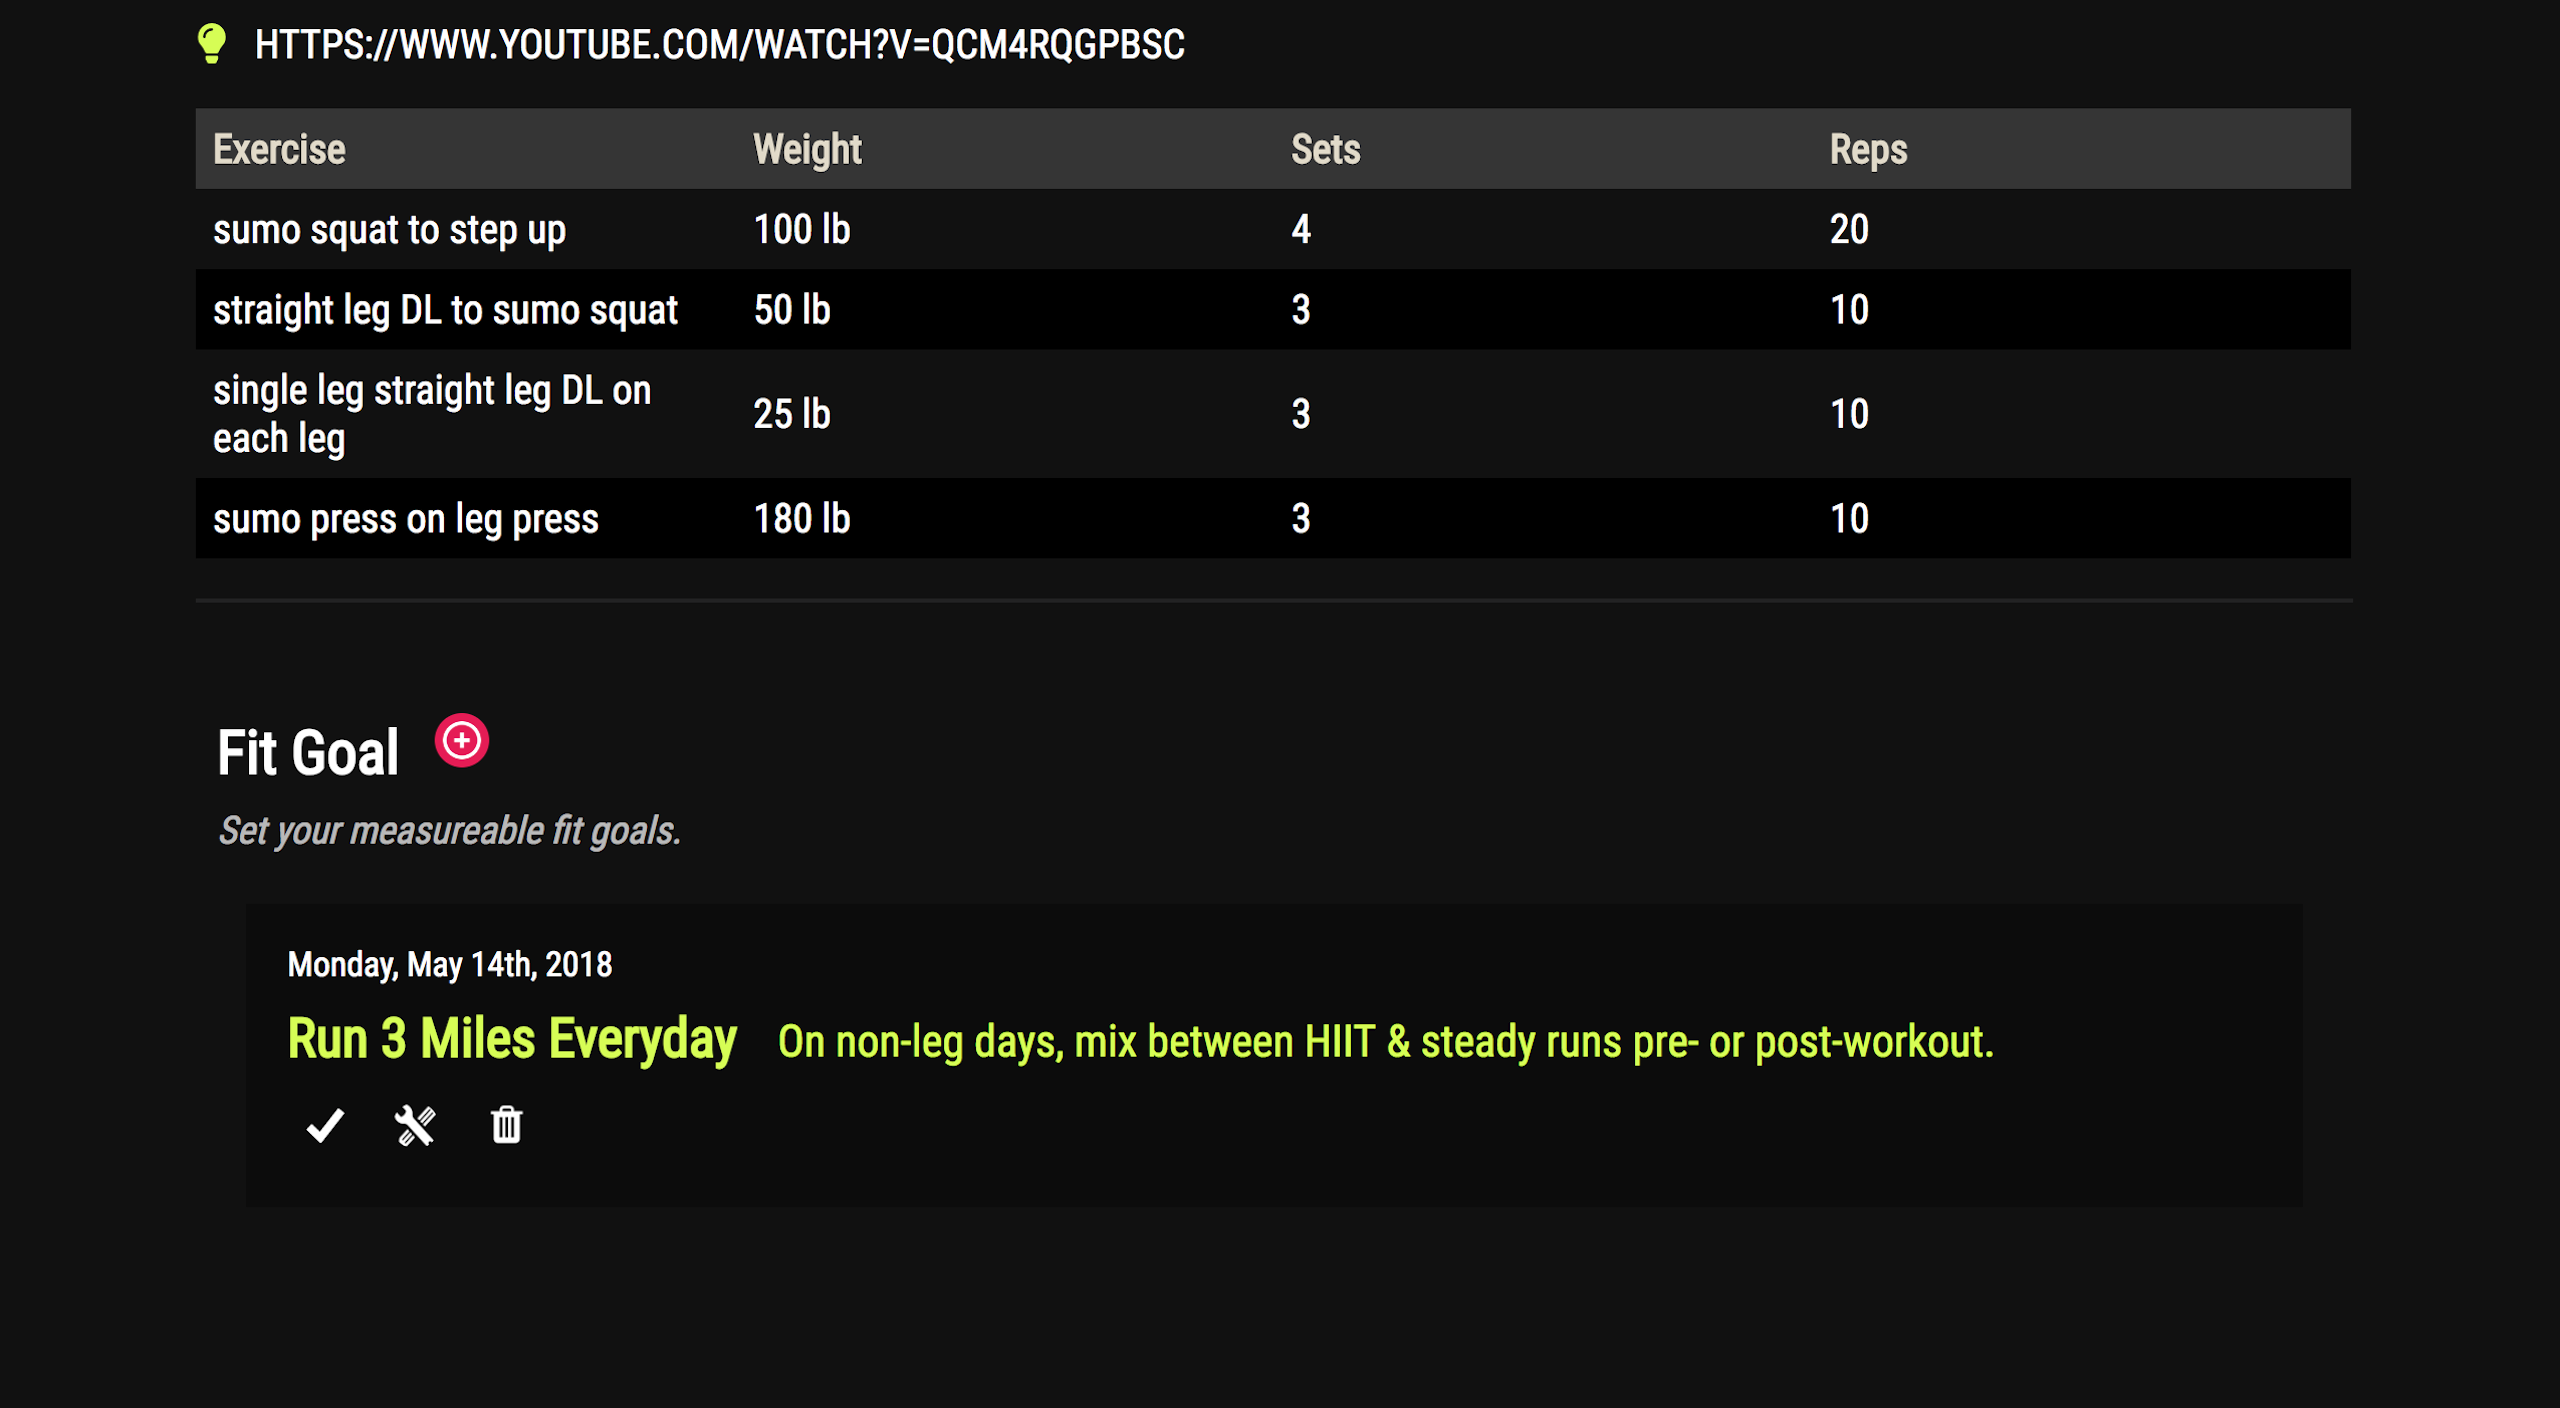 HTTPS://WWW.YOUTUBE.COM/WATCH?V=QCM4RQGPBSC
Exercise Weight Sets Reps
sumo squat to step up 100 lb 4 20
straight leg DL to sumo squat 50 lb 3 10
single leg straight leg DL on
each leg 25 lb 3 10
sumo press on leg press 180 lb 3 10
Fit Goal
Set your measureable fit goals.
Monday, May 14th, 2018
Run 3 Miles Everyday On non-leg days, mix between HIIT & steady runs pre- or post-workout.